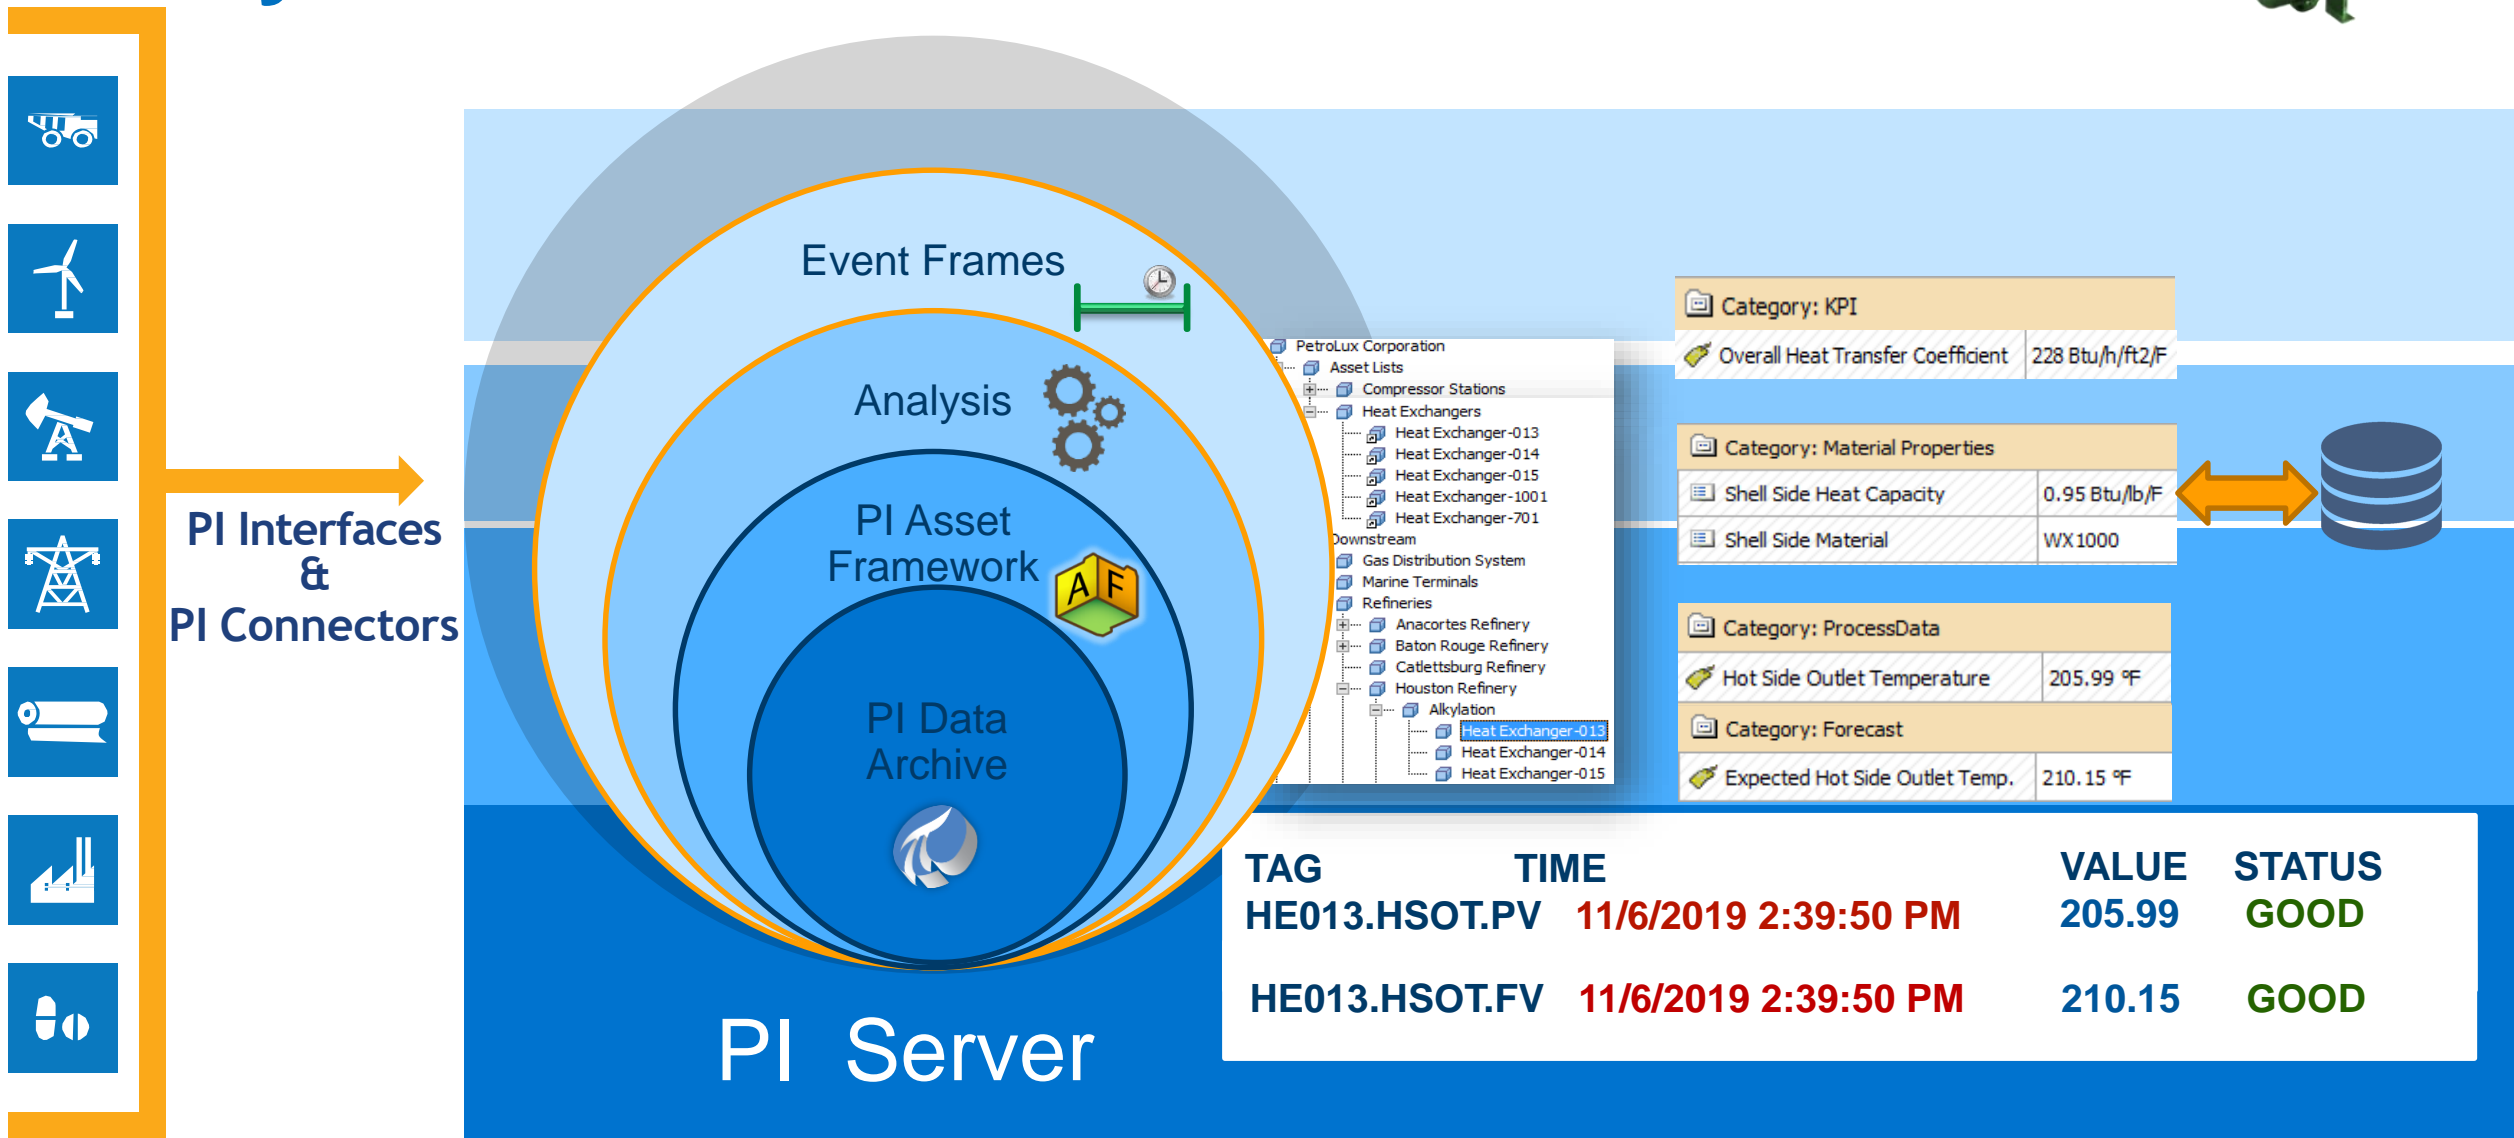 PI Interfaces
&
PI Connectors
Event Frames
Analysis
PI Asset
Framework
AF
PI Data
Archive
PI Server
PetroLux Corporation
Asset Lists
Compressor Stations
Heat Exchangers
Heat Exchanger-013
Heat Exchanger-014
Heat Exchanger-015
Heat Exchanger-1001
Heat Exchanger-701
Downstream
Gas Distribution System
Marine Terminals
Refineries
Anacortes Refinery
Baton Rouge Refinery
Catlettsburg Refinery
Houston Refinery
Alkylation
Heat Exchanger-013
Heat Exchanger-014
Heat Exchanger-015
Category: KPI
Overall Heat Transfer Coefficient 228 Btu/h/ft2/F
Category: Material Properties
Shell Side Heat Capacity 0.95 Btu/lb/F
Shell Side Material WX1000
Category: ProcessData
Hot Side Outlet Temperature 205.99 °F
Category: Forecast
Expected Hot Side Outlet Temp. 210.15 °F
TAG TIME VALUE STATUS
HE013.HSOT.PV 11/6/2019 2:39:50 PM 205.99 GOOD
HE013.HSOT.FV 11/6/2019 2:39:50 PM 210.15 GOOD